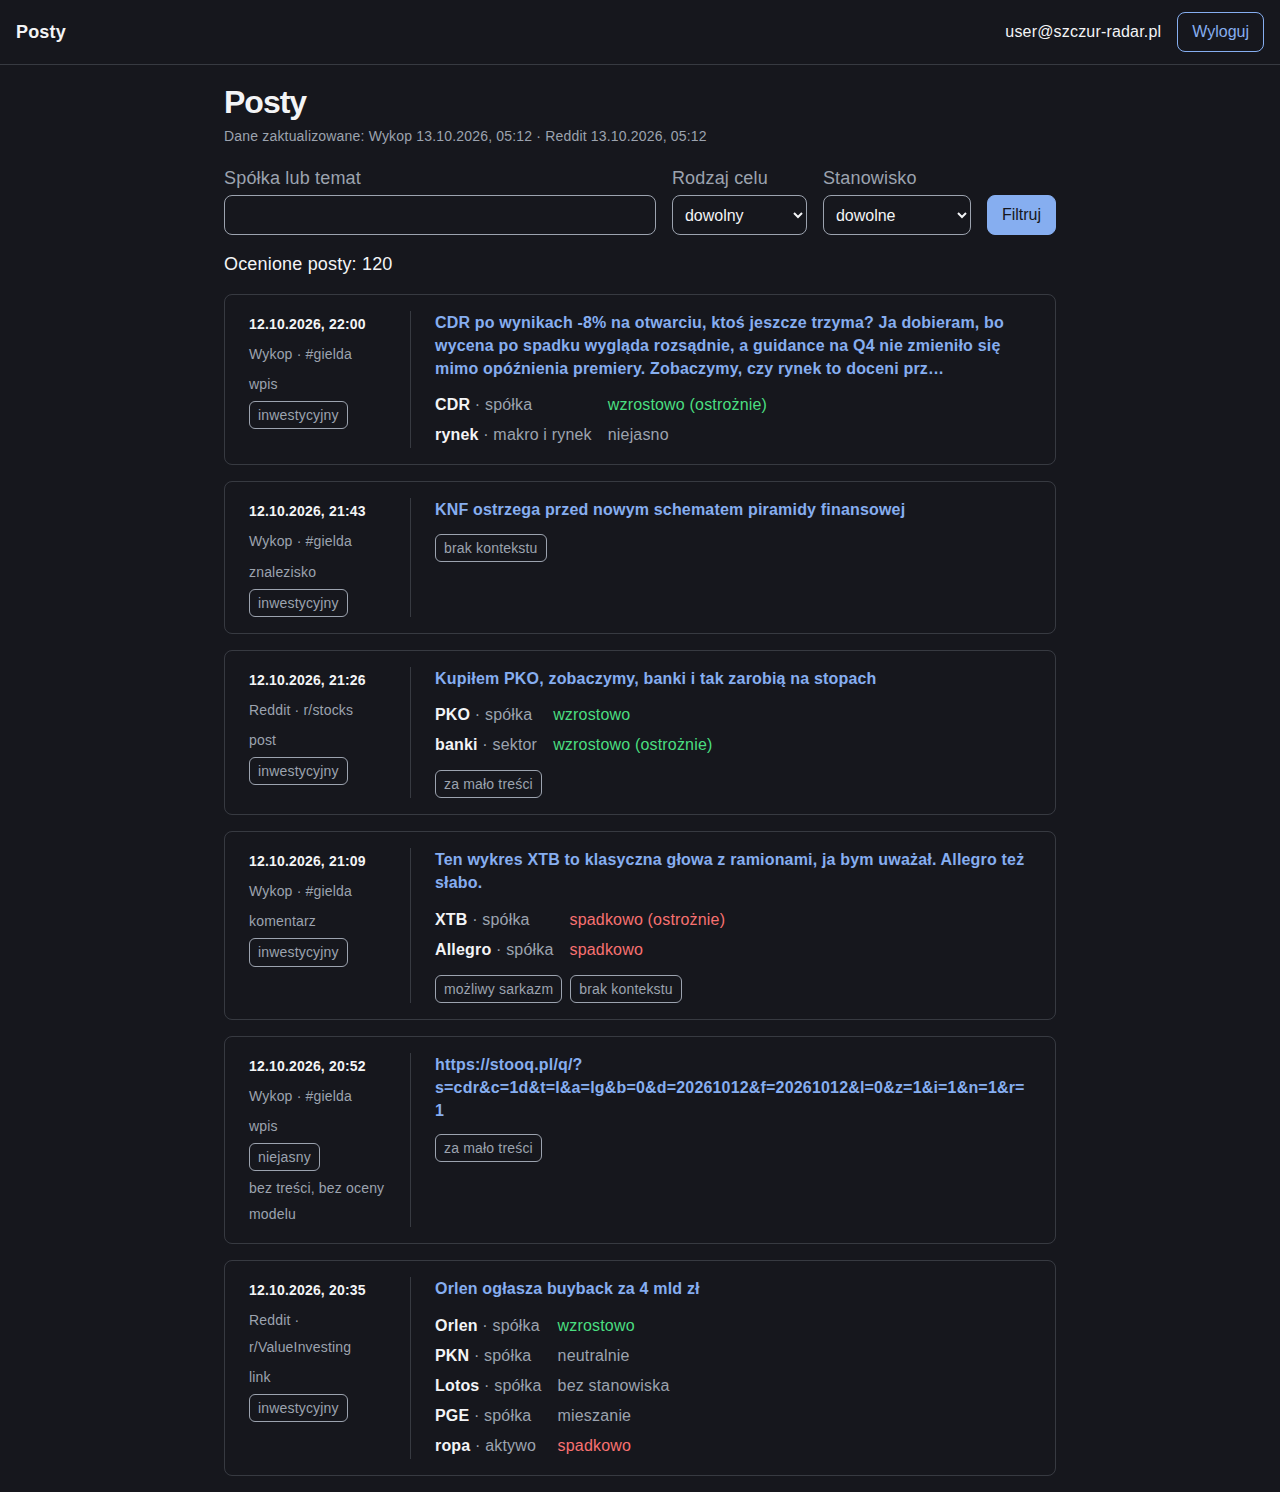 Posty
user@szczur-radar.pl
Wyloguj
Posty
Dane zaktualizowane: Wykop 13.10.2026, 05:12 · Reddit 13.10.2026, 05:12
Spółka lub temat
Rodzaj celu
Stanowisko
dowolny
dowolne
Filtruj
Ocenione posty: 120
12.10.2026, 22:00
Wykop · #gielda
wpis
inwestycyjny
CDR po wynikach -8% na otwarciu, ktoś jeszcze trzyma? Ja dobieram, bo
wycena po spadku wygląda rozsądnie, a guidance na Q4 nie zmieniło się
mimo opóźnienia premiery. Zobaczymy, czy rynek to doceni prz…
CDR · spółka wzrostowo (ostrożnie)
rynek · makro i rynek niejasno
12.10.2026, 21:43
Wykop · #gielda
znalezisko
inwestycyjny
KNF ostrzega przed nowym schematem piramidy finansowej
brak kontekstu
12.10.2026, 21:26
Reddit · r/stocks
post
inwestycyjny
Kupiłem PKO, zobaczymy, banki i tak zarobią na stopach
PKO · spółka wzrostowo
banki · sektor wzrostowo (ostrożnie)
za mało treści
12.10.2026, 21:09
Wykop · #gielda
komentarz
inwestycyjny
Ten wykres XTB to klasyczna głowa z ramionami, ja bym uważał. Allegro też
słabo.
XTB · spółka spadkowo (ostrożnie)
Allegro · spółka spadkowo
możliwy sarkazm
brak kontekstu
12.10.2026, 20:52
Wykop · #gielda
wpis
niejasny
bez treści, bez oceny
modelu
https://stooq.pl/q/?
s=cdr&c=1d&t=l&a=lg&b=0&d=20261012&f=20261012&l=0&z=1&i=1&n=1&r=
1
za mało treści
12.10.2026, 20:35
Reddit ·
r/ValueInvesting
link
inwestycyjny
Orlen ogłasza buyback za 4 mld zł
Orlen · spółka wzrostowo
PKN · spółka neutralnie
Lotos · spółka bez stanowiska
PGE · spółka mieszanie
ropa · aktywo spadkowo